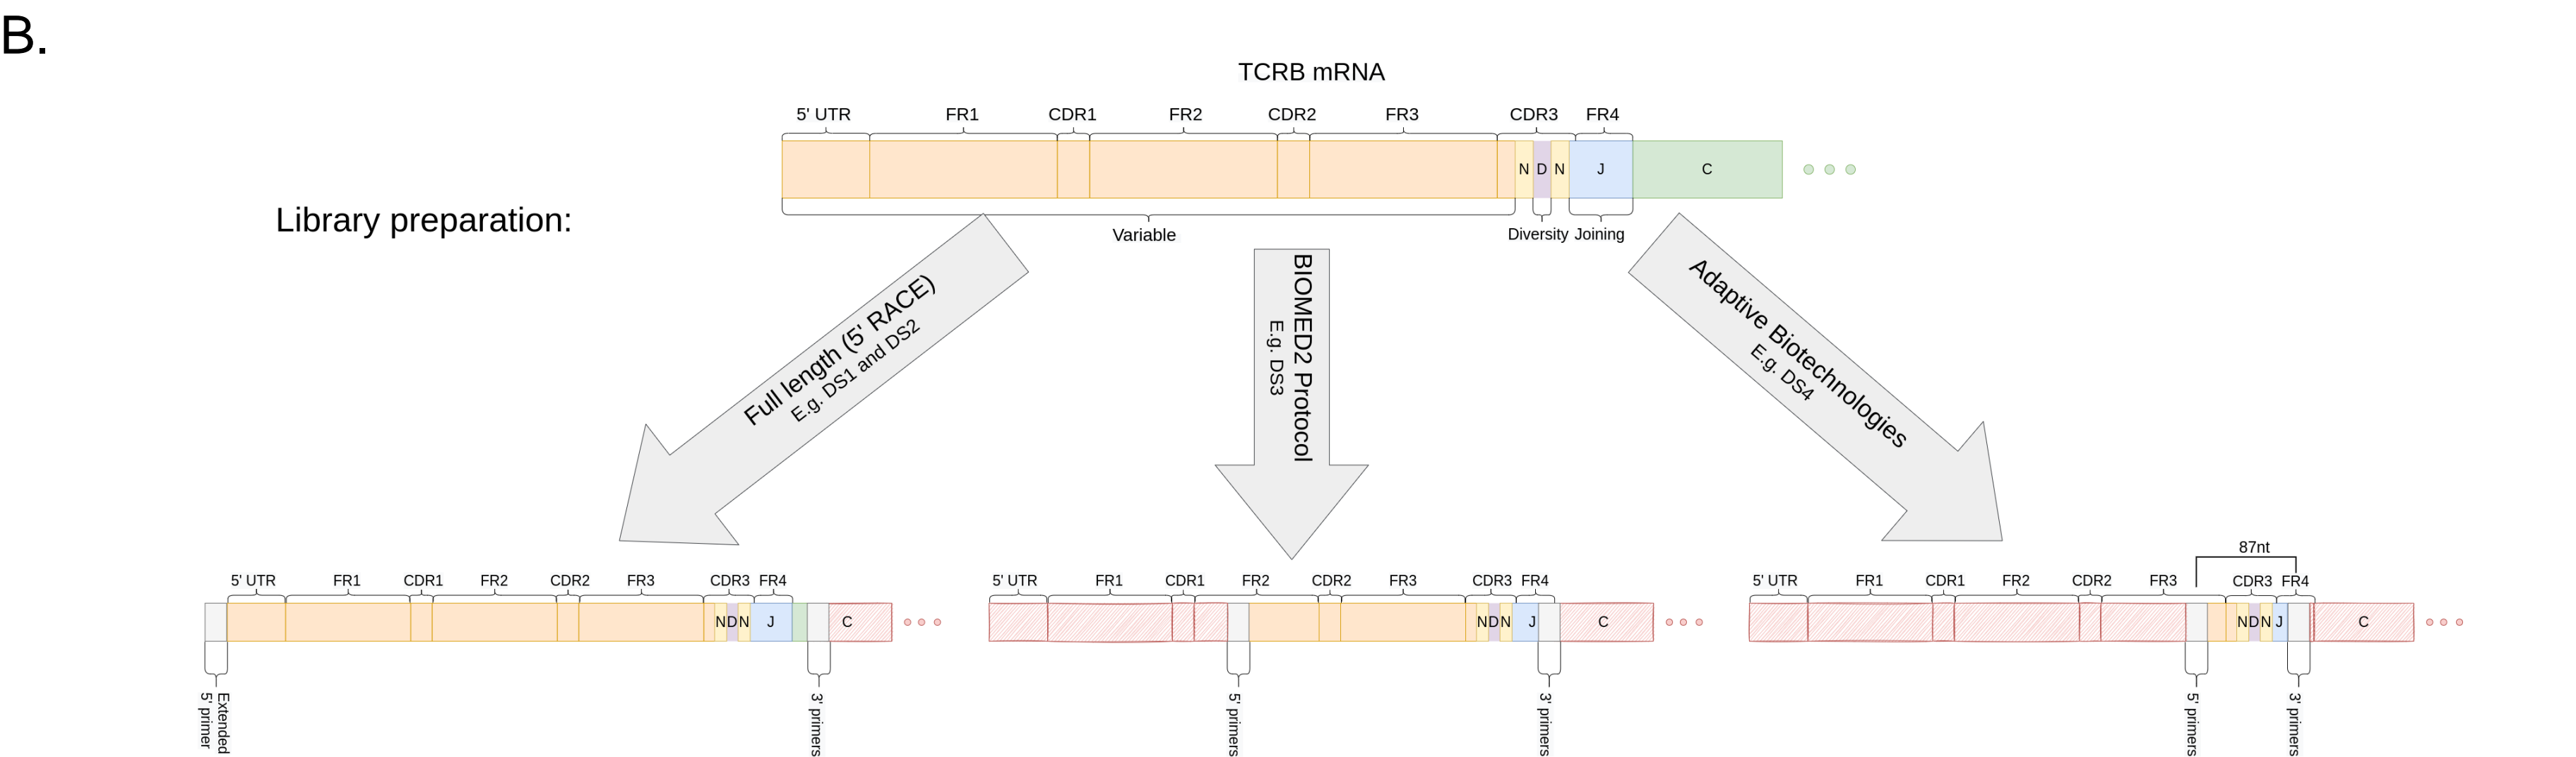 B.
TCRB mRNA
5' UTR FR1 CDR1 FR2 CDR2 FR3 CDR3 FR4
N D N J C
Variable Diversity Joining
Library preparation:
Full length (5' RACE)
E.g. DS1 and DS2
BIOMED2 Protocol
E.g. DS3
Adaptive Biotechnologies
E.g. DS4
5' UTR FR1 CDR1 FR2 CDR2 FR3 CDR3 FR4
N D N J C
Extended
5' primer
3' primers
5' UTR FR1 CDR1 FR2 CDR2 FR3 CDR3 FR4
N D N J C
5' primers
3' primers
87nt
5' UTR FR1 CDR1 FR2 CDR2 FR3 CDR3 FR4
N D N J C
5' primers
3' primers